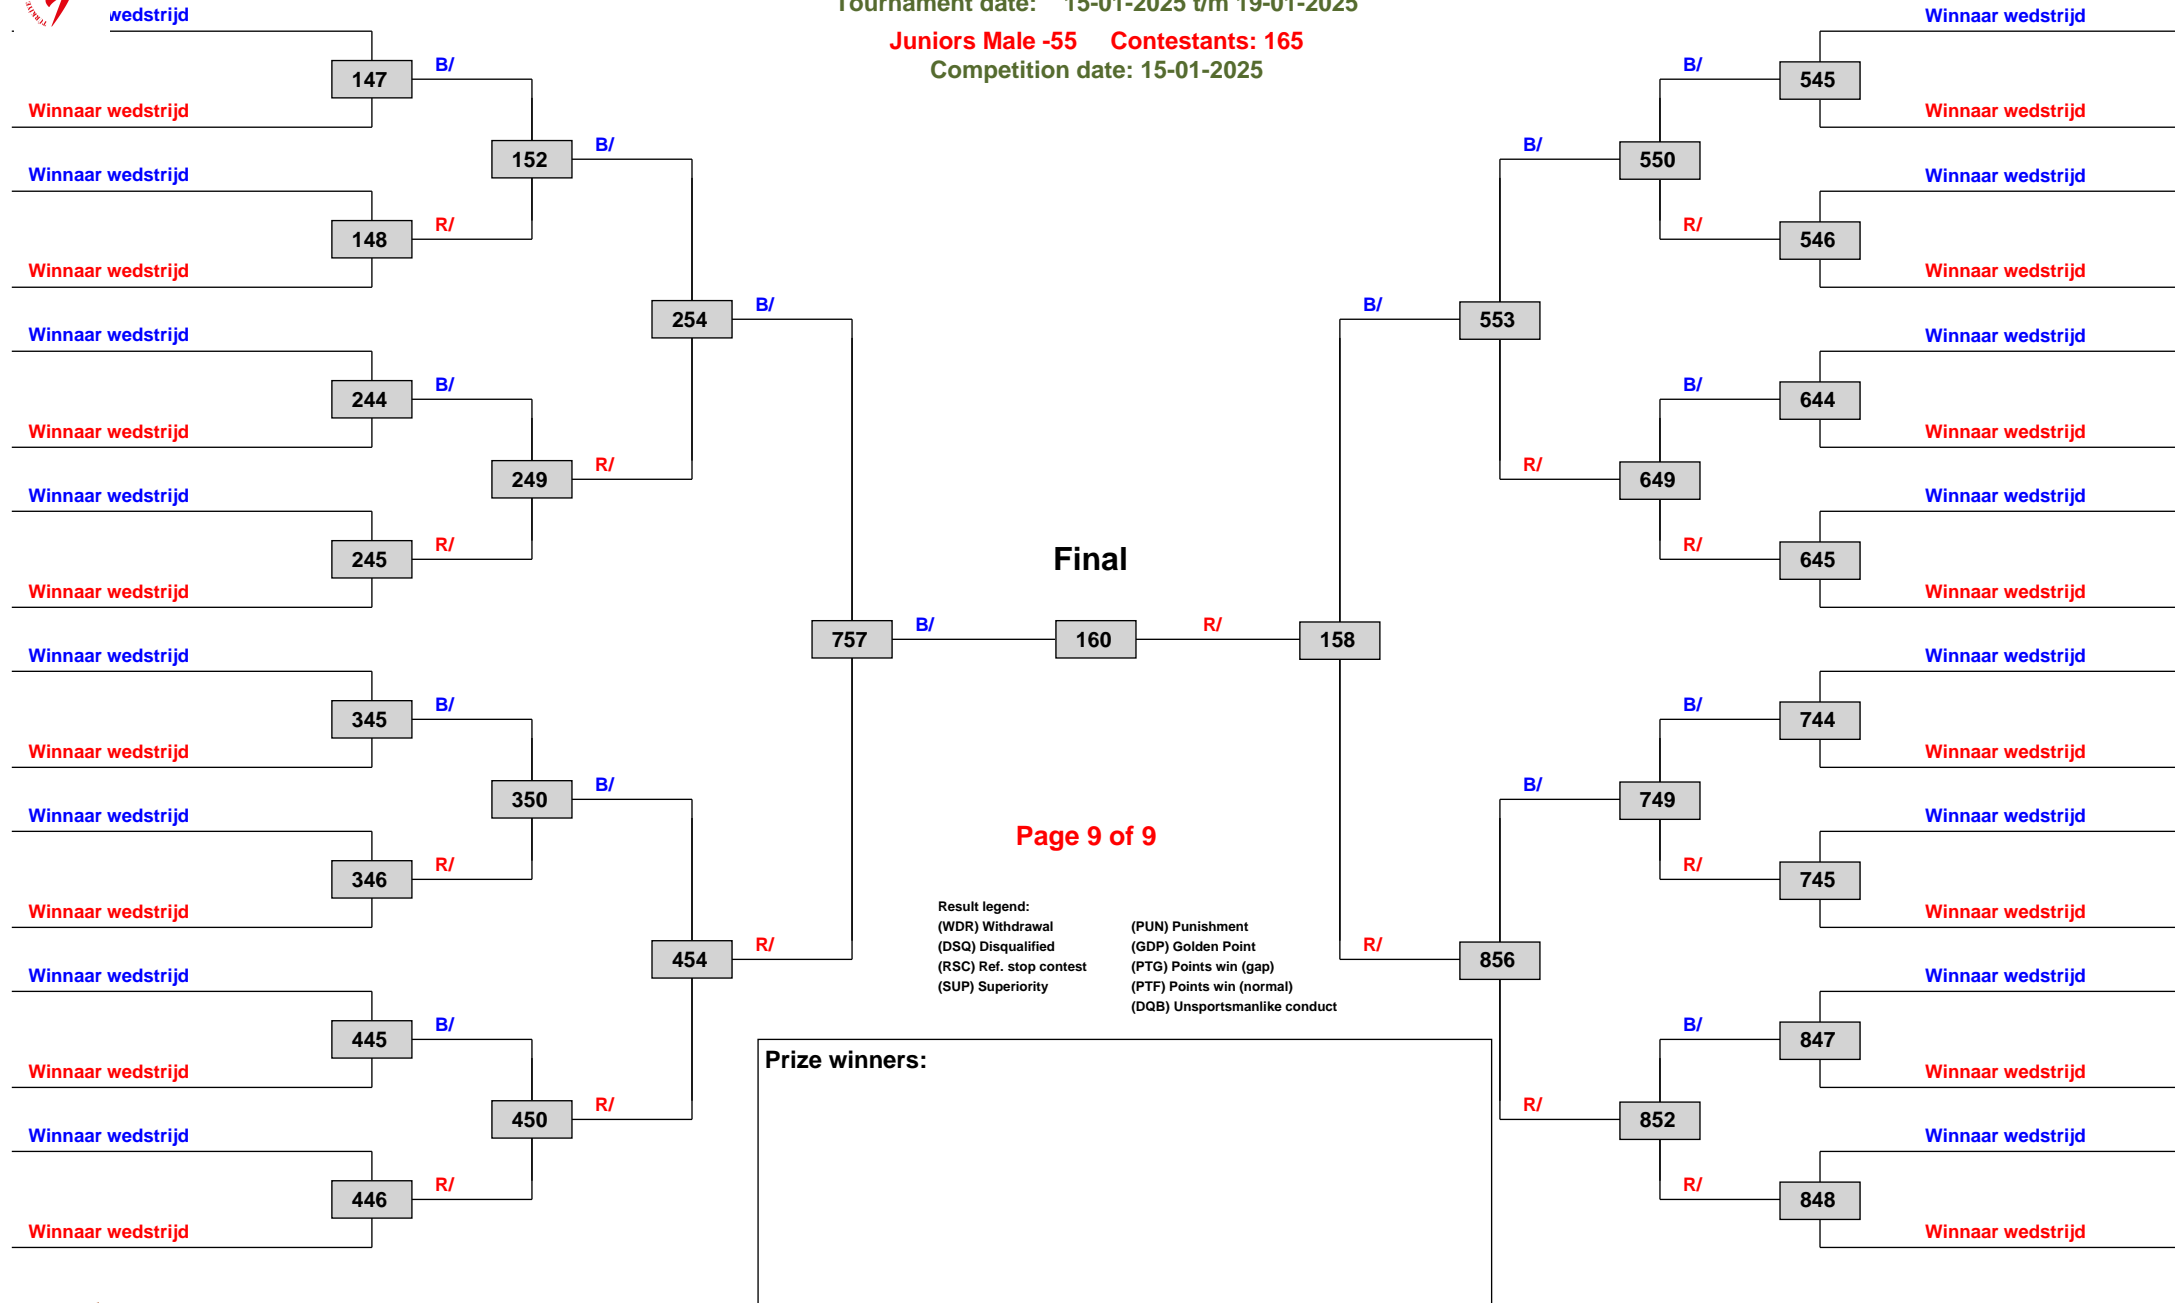 TÜRKİYE
wedstrijd
Tournament date: 15-01-2025 t/m 19-01-2025
Winnaar wedstrijd
Juniors Male -55 Contestants: 165
Competition date: 15-01-2025
147
B/
B/
545
Winnaar wedstrijd
Winnaar wedstrijd
152
B/
B/
550
Winnaar wedstrijd
Winnaar wedstrijd
148
R/
R/
546
Winnaar wedstrijd
Winnaar wedstrijd
254
B/
B/
553
Winnaar wedstrijd
Winnaar wedstrijd
244
B/
B/
644
Winnaar wedstrijd
Winnaar wedstrijd
249
R/
R/
649
Winnaar wedstrijd
Winnaar wedstrijd
245
R/
R/
645
Final
Winnaar wedstrijd
Winnaar wedstrijd
757
B/
160
R/
158
Winnaar wedstrijd
Winnaar wedstrijd
345
B/
B/
744
Winnaar wedstrijd
Winnaar wedstrijd
350
B/
B/
749
Winnaar wedstrijd
Winnaar wedstrijd
Page 9 of 9
346
R/
R/
745
Winnaar wedstrijd
Winnaar wedstrijd
Result legend:
(WDR) Withdrawal
(DSQ) Disqualified
(RSC) Ref. stop contest
(SUP) Superiority
(PUN) Punishment
(GDP) Golden Point
(PTG) Points win (gap)
(PTF) Points win (normal)
(DQB) Unsportsmanlike conduct
454
R/
R/
856
Winnaar wedstrijd
Winnaar wedstrijd
445
B/
B/
847
Winnaar wedstrijd
Winnaar wedstrijd
Prize winners:
450
R/
R/
852
Winnaar wedstrijd
Winnaar wedstrijd
446
R/
R/
848
Winnaar wedstrijd
Winnaar wedstrijd